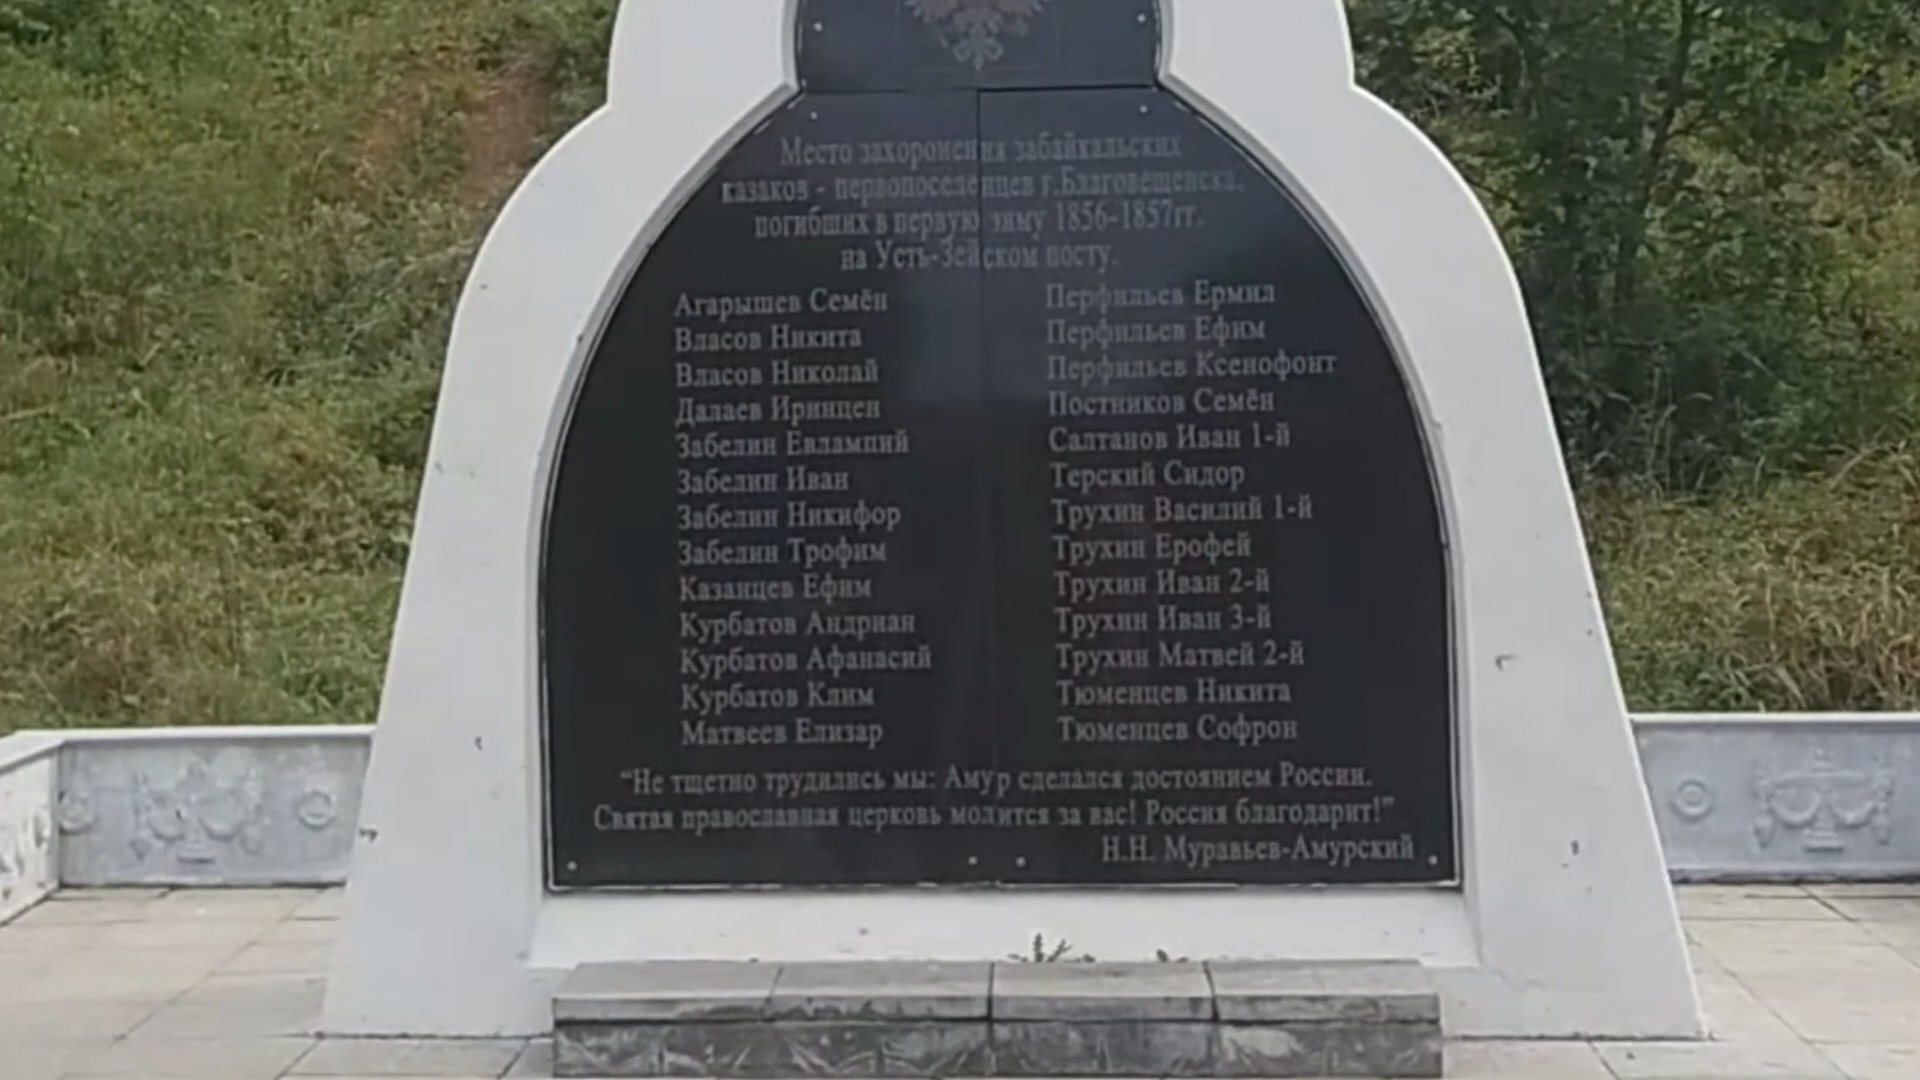 Место захоронения забайкальских
казаков - первопоселенцев г.Благовещенска,
погибших в первую зиму 1856-1857гг.
на Усть-Зейском посту.
Агарышев Семён
Власов Никита
Власов Николай
Далаев Иринцен
Забелин Евлампий
Забелин Иван
Забелин Никифор
Забелин Трофим
Казанцев Ефим
Курбатов Андриан
Курбатов Афанасий
Курбатов Клим
Матвеев Елизар
Перфильев Ермил
Перфильев Ефим
Перфильев Ксенофонт
Постников Семён
Салтанов Иван 1-й
Терский Сидор
Трухин Василий 1-й
Трухин Ерофей
Трухин Иван 2-й
Трухин Иван 3-й
Трухин Матвей 2-й
Тюменцев Никита
Тюменцев Софрон
“Не тщетно трудились мы: Амур сделался достоянием России.
Святая православная церковь молится за вас! Россия благодарит!”
Н.Н. Муравьев-Амурский